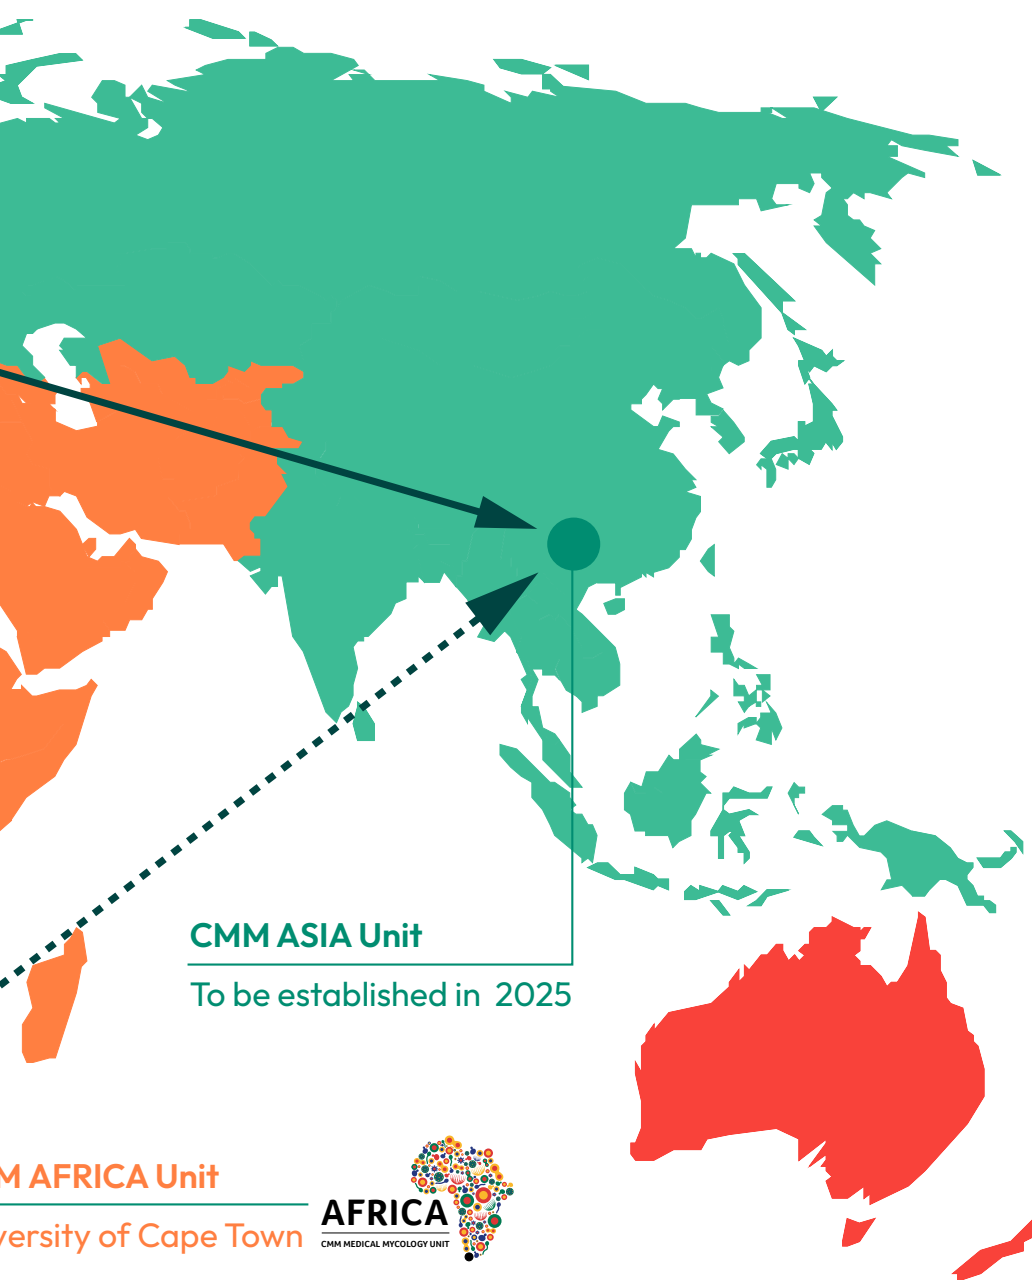 CMM ASIA Unit
To be established in 2025
M AFRICA Unit
versity of Cape Town
AFRICA
CMM MEDICAL MYCOLOGY UNIT